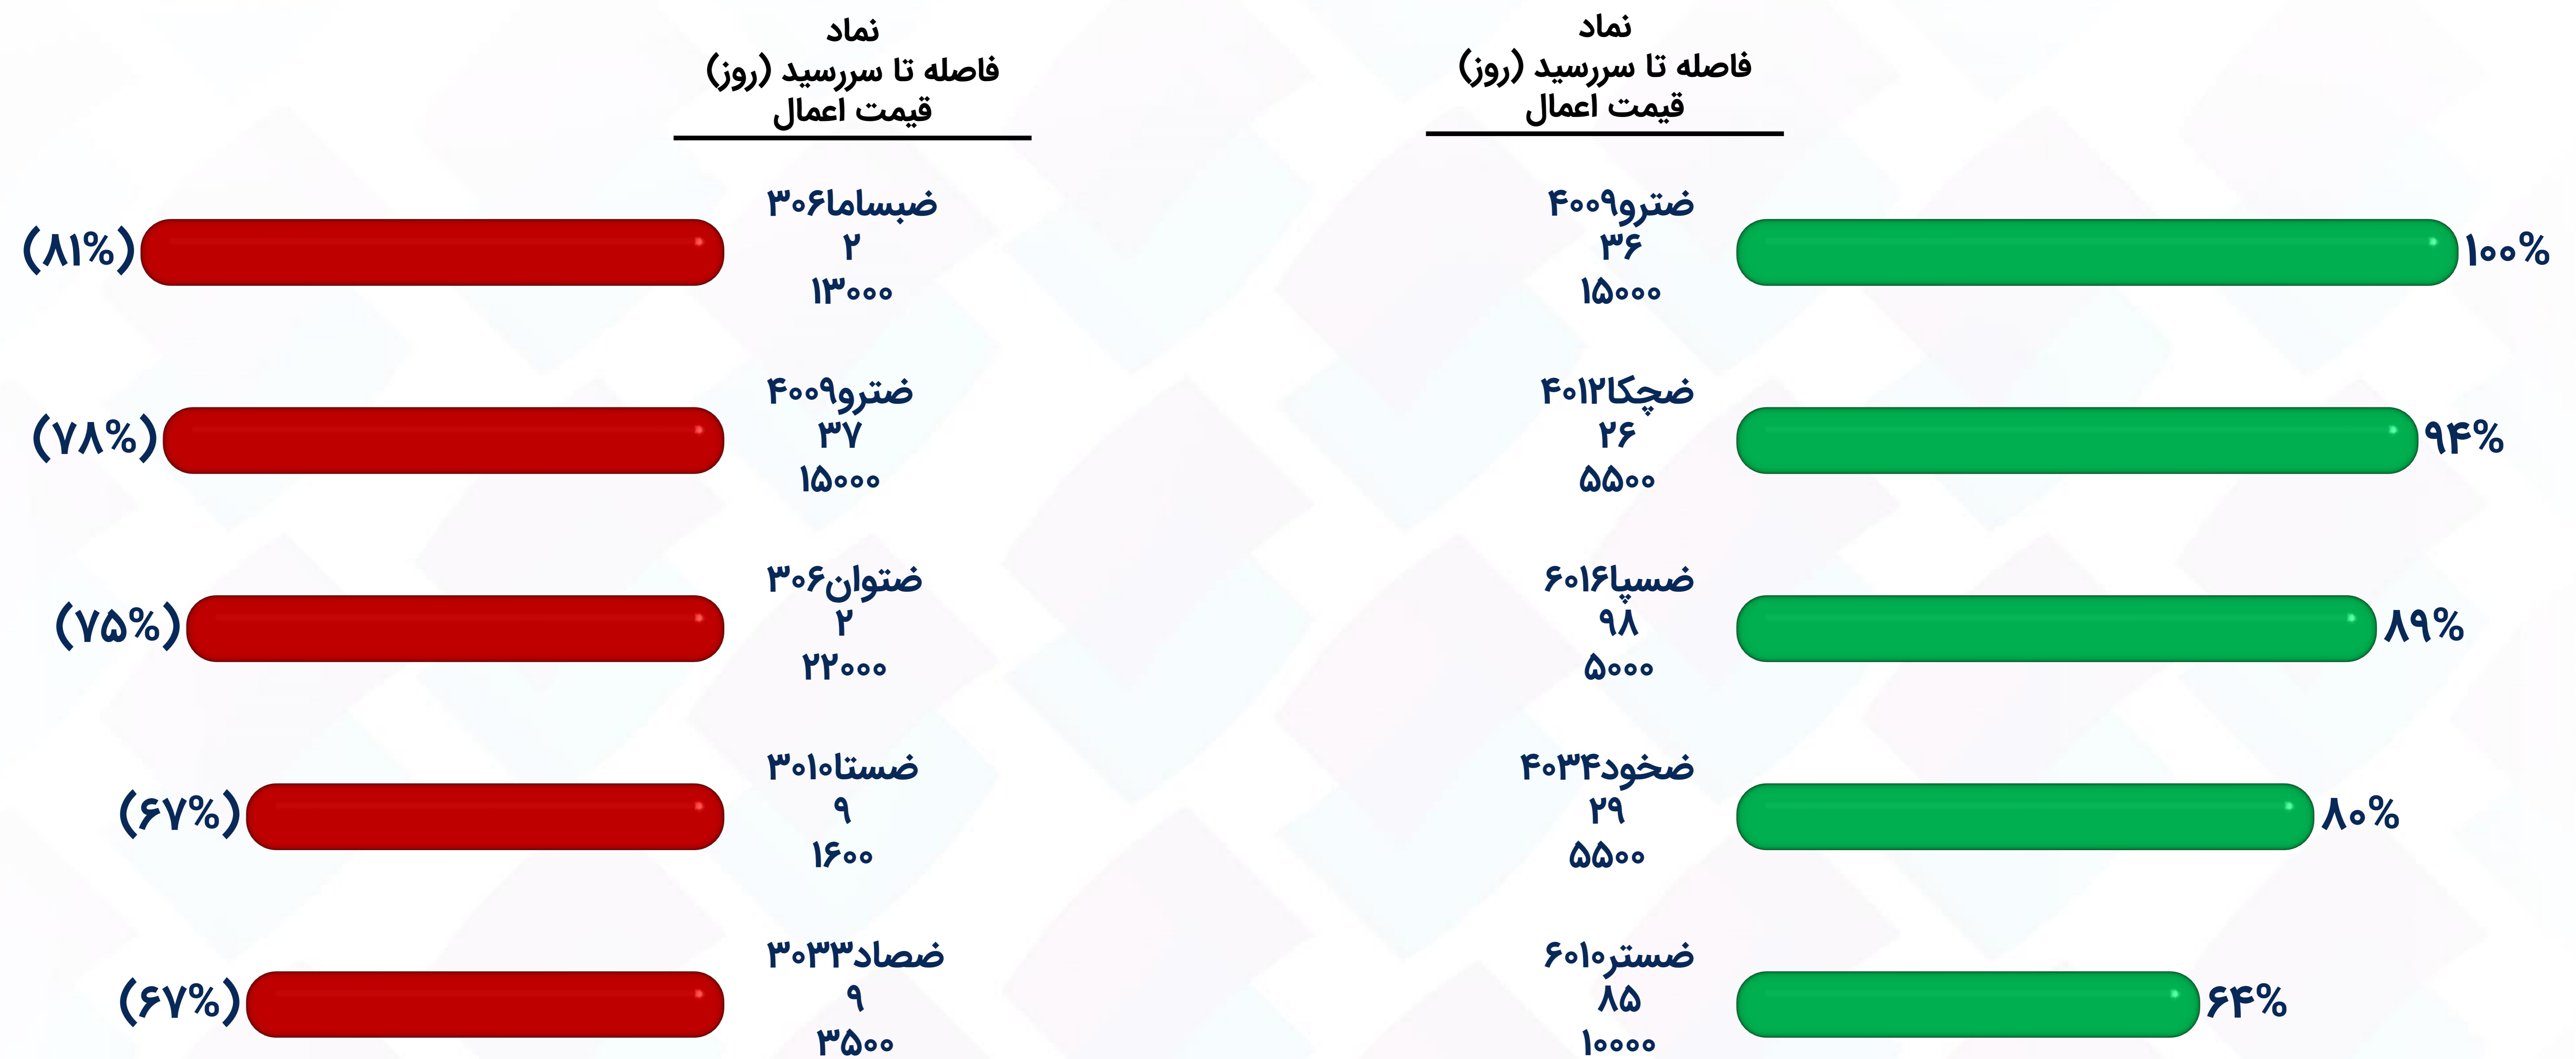 نماد
فاصله تا سررسید (روز)
قیمت اعمال
ضترو۴۰۰۹
۳۶
۱۵۰۰۰
۱۰۰%
ضچکا۴۰۱۲
۲۶
۵۵۰۰
۹۴%
ضسپا۶۰۱۶
۹۸
۵۰۰۰
۸۹%
ضخود۴۰۳۴
۲۹
۵۵۰۰
۸۰%
ضستر۶۰۱۰
۸۵
۱۰۰۰۰
۶۴%
نماد
فاصله تا سررسید (روز)
قیمت اعمال
ضبساما۳۰۶
۲
۱۳۰۰۰
(۸۱%)
ضترو۴۰۰۹
۳۷
۱۵۰۰۰
(۷۸%)
ضتوان۳۰۶
۲
۲۲۰۰۰
(۷۵%)
ضستا۳۰۱۰
۹
۱۶۰۰
(۶۷%)
ضصاد۳۰۳۳
۹
۳۵۰۰
(۶۷%)